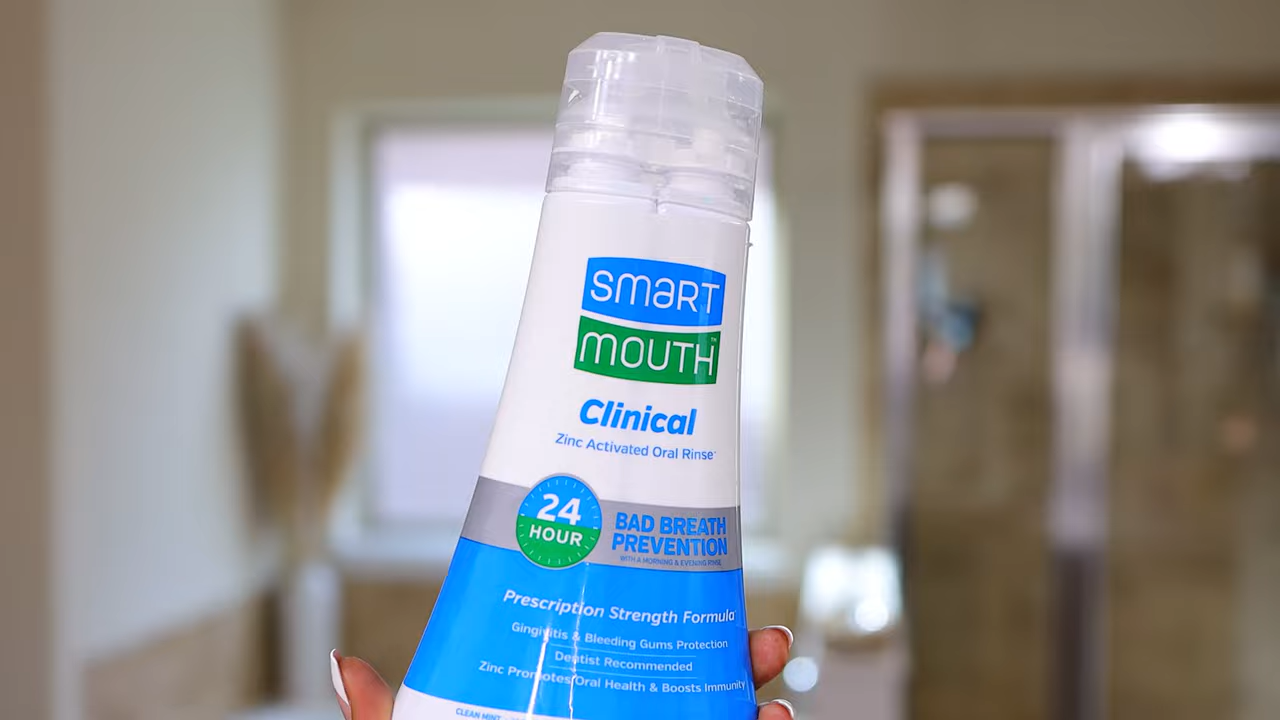 SMART
MOUTH™
Clinical
Zinc Activated Oral Rinse
24
HOUR
BAD BREATH
PREVENTION
WITH A MORNING & EVENING RINSE
Prescription Strength Formula
Gingivitis & Bleeding Gums Protection
Dentist Recommended
Zinc Promotes Oral Health & Boosts Immunity
CLEAN MINT